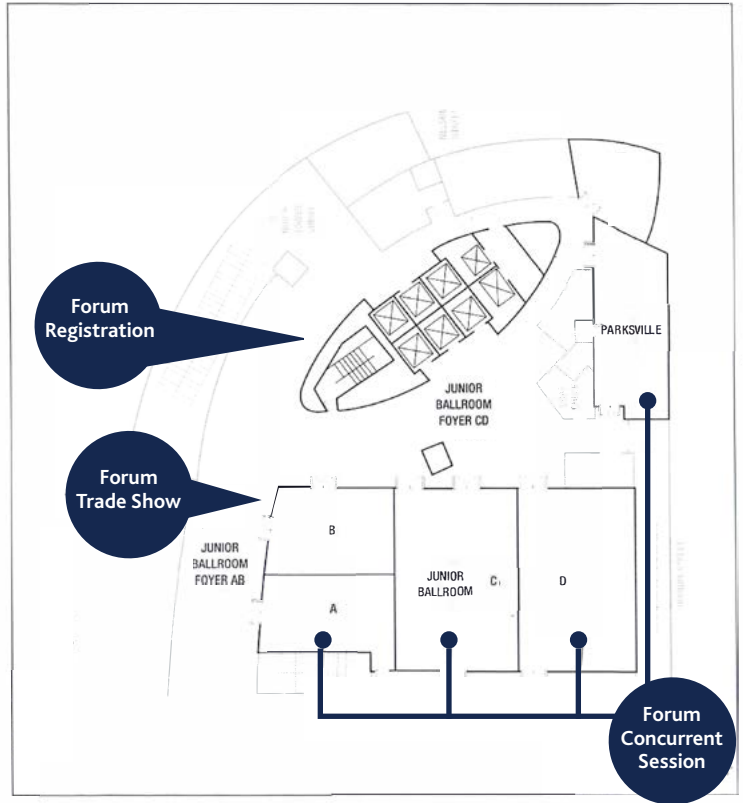 Forum
Registration
PARKSVILLE
JUNIOR
BALLROOM
FOYER CD
Forum
Trade Show
B
JUNIOR
BALLROOM
FOYER AB
JUNIOR
BALLROOM
C
D
A
Forum
Concurrent
Session